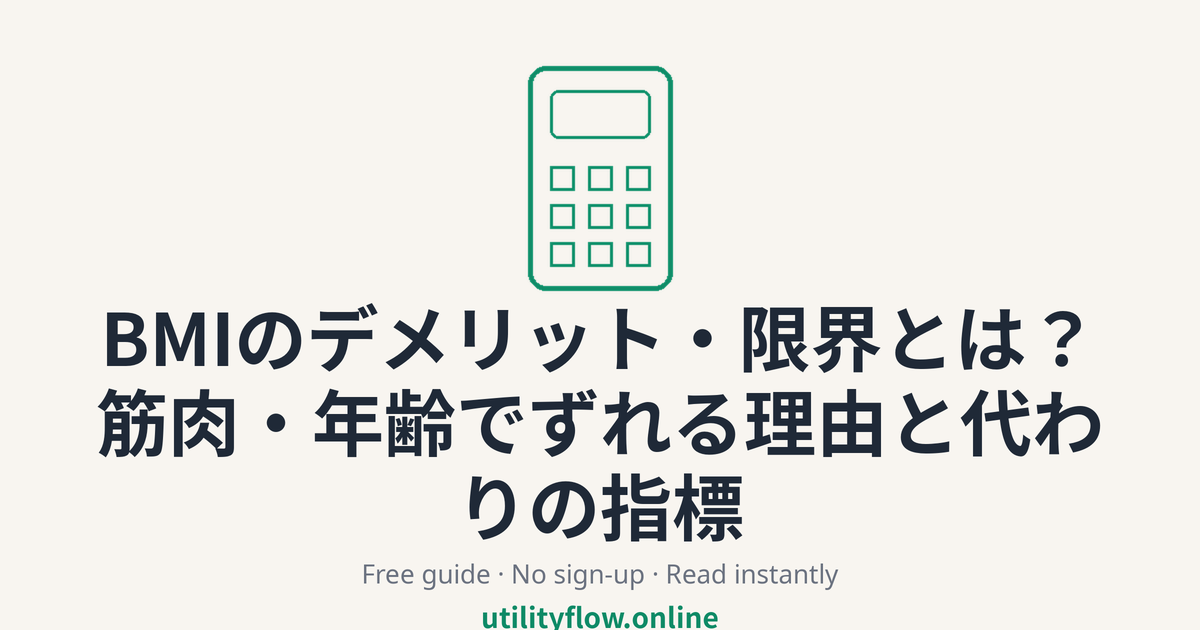 BMIのデメリット・限界とは？
筋肉・年齢でずれる理由と代わ
りの指標
Free guide · No sign-up · Read instantly
utilityflow.online